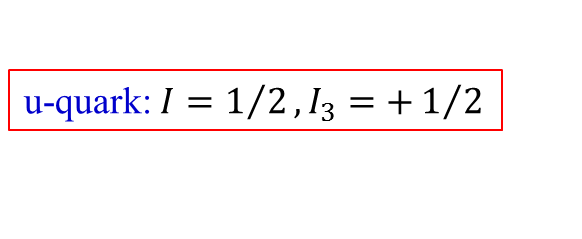 u-quark: 𝐼 = 1/2, 𝐼₃ = + 1/2